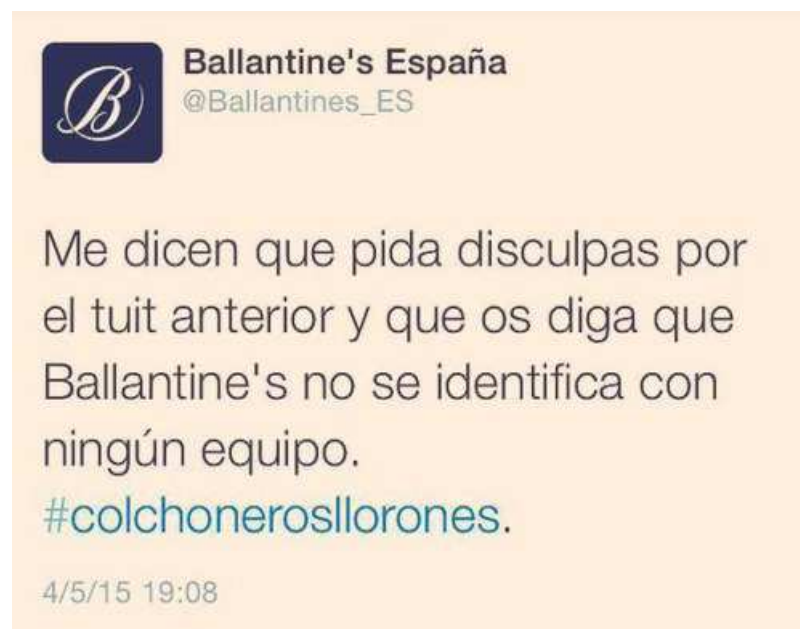 B
Ballantine's España
@Ballantines_ES
Me dicen que pida disculpas por
el tuit anterior y que os diga que
Ballantine's no se identifica con
ningún equipo.
#colchonerosllorones.
4/5/15 19:08